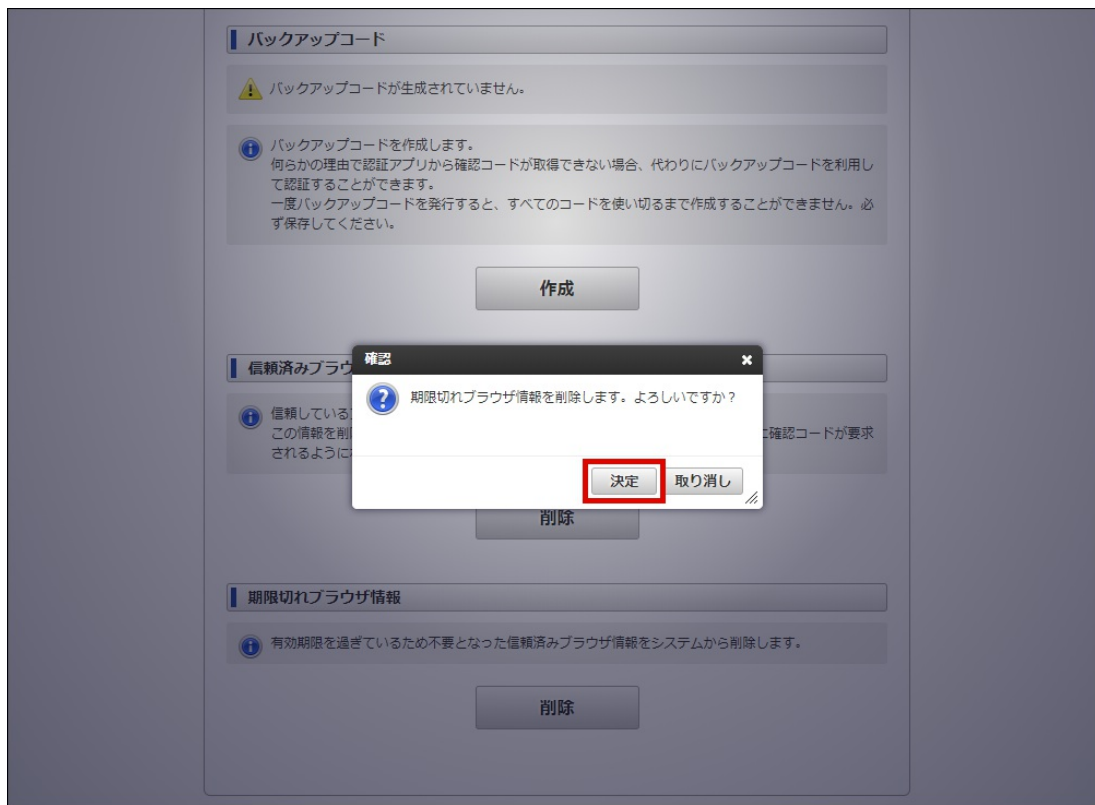 バックアップコード
バックアップコードが生成されていません。
バックアップコードを作成します。
何らかの理由で認証アプリから確認コードが取得できない場合、代わりにバックアップコードを利用し
て認証することができます。
一度バックアップコードを発行すると、すべてのコードを使い切るまで作成することができません。必
ず保存してください。
作成
信頼済みブラウ
確認
期限切れブラウザ情報を削除します。よろしいですか？
信頼している
この情報を削
確認コードが要求
されるように
決定
取り消し
削除
期限切れブラウザ情報
有効期限を過ぎているため不要となった信頼済みブラウザ情報をシステムから削除します。
削除